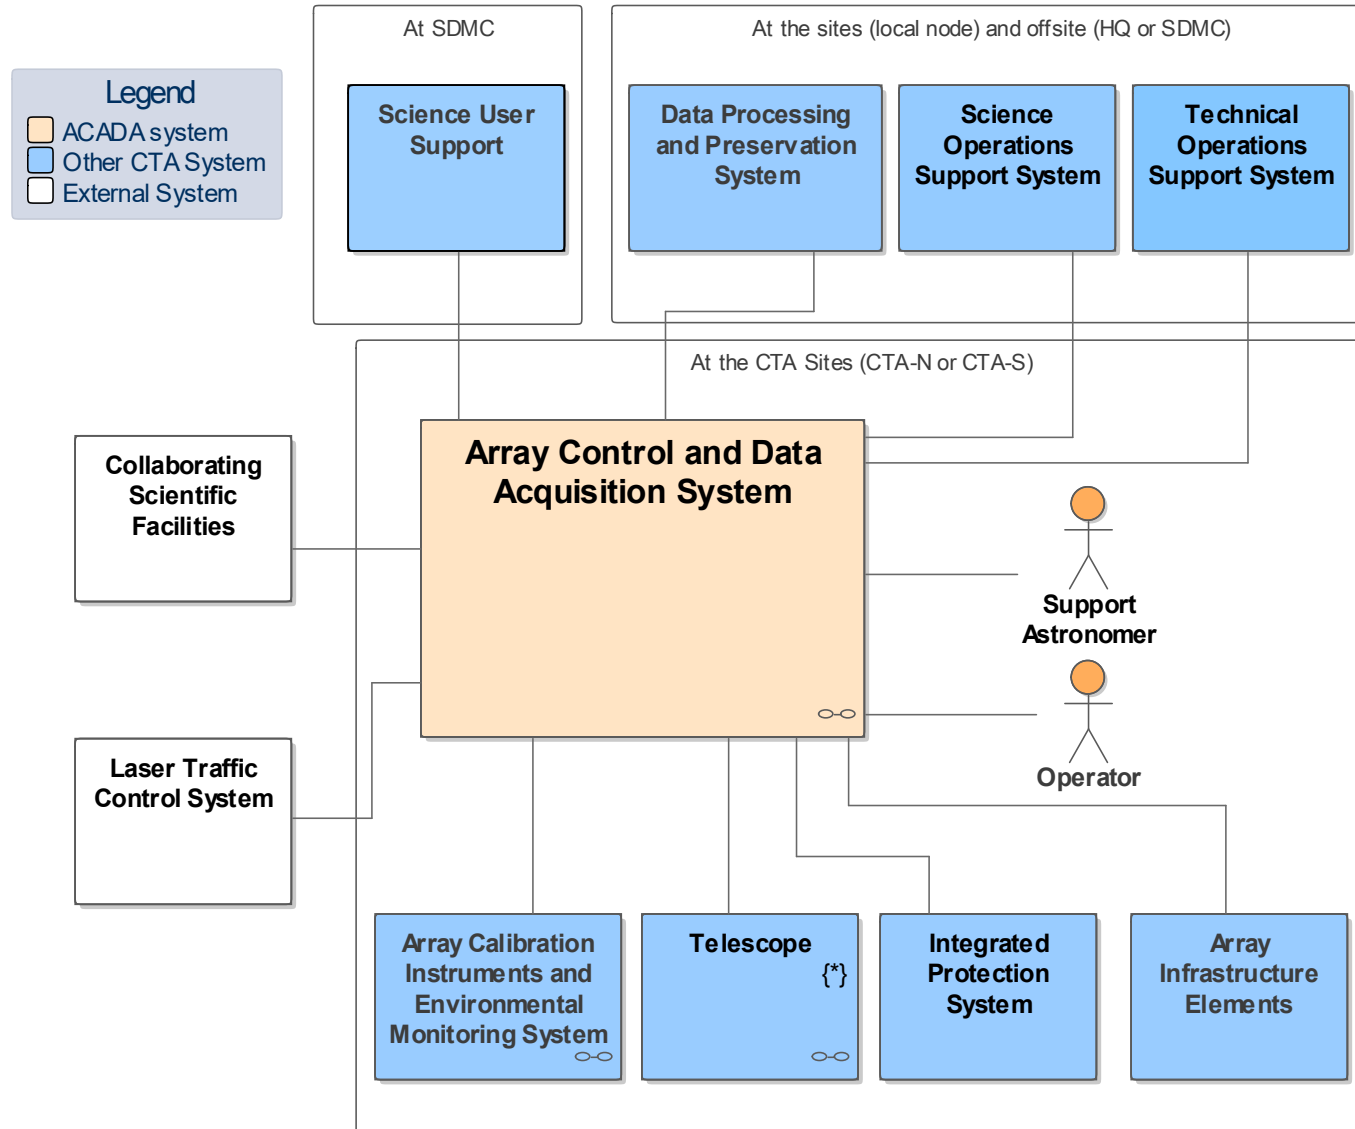 At SDMC
At the sites (local node) and offsite (HQ or SDMC)
Legend
ACADA system
Other CTA System
External System
Science User
Support
Data Processing
and Preservation
System
Science
Operations
Support System
Technical
Operations
Support System
At the CTA Sites (CTA-N or CTA-S)
Collaborating
Scientific
Facilities
Array Control and Data
Acquisition System
Support
Astronomer
Operator
Laser Traffic
Control System
Array Calibration
Instruments and
Environmental
Monitoring System
Telescope
{*}
Integrated
Protection
System
Array
Infrastructure
Elements